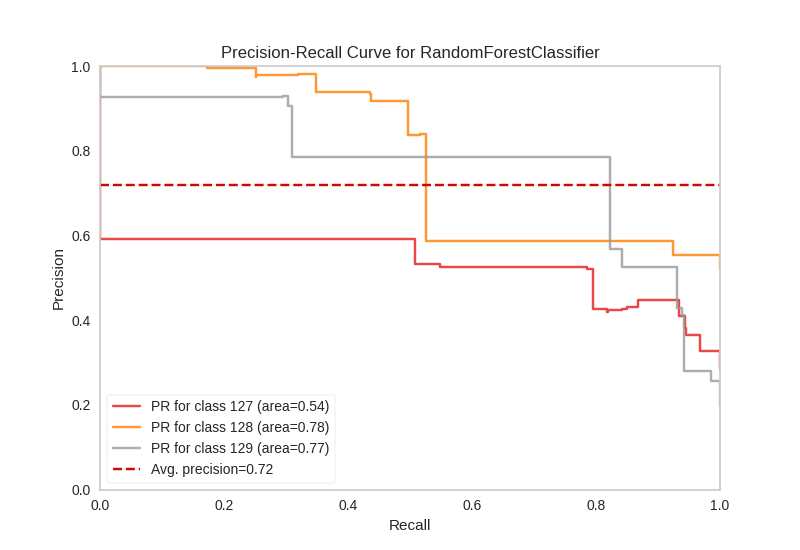 Precision-Recall Curve for RandomForestClassifier
1.0
0.8
0.6
0.4
0.2
0.0
Precision
PR for class 127 (area=0.54)
PR for class 128 (area=0.78)
PR for class 129 (area=0.77)
Avg. precision=0.72
0.0 0.2 0.4 0.6 0.8 1.0
Recall